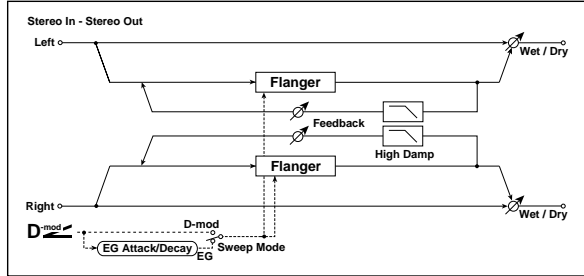 Stereo In - Stereo Out
Left
Wet / Dry
Flanger
Feedback
High Damp
Flanger
Right
Wet / Dry
D-mod
D-mod
EG Attack/Decay
EG
Sweep Mode